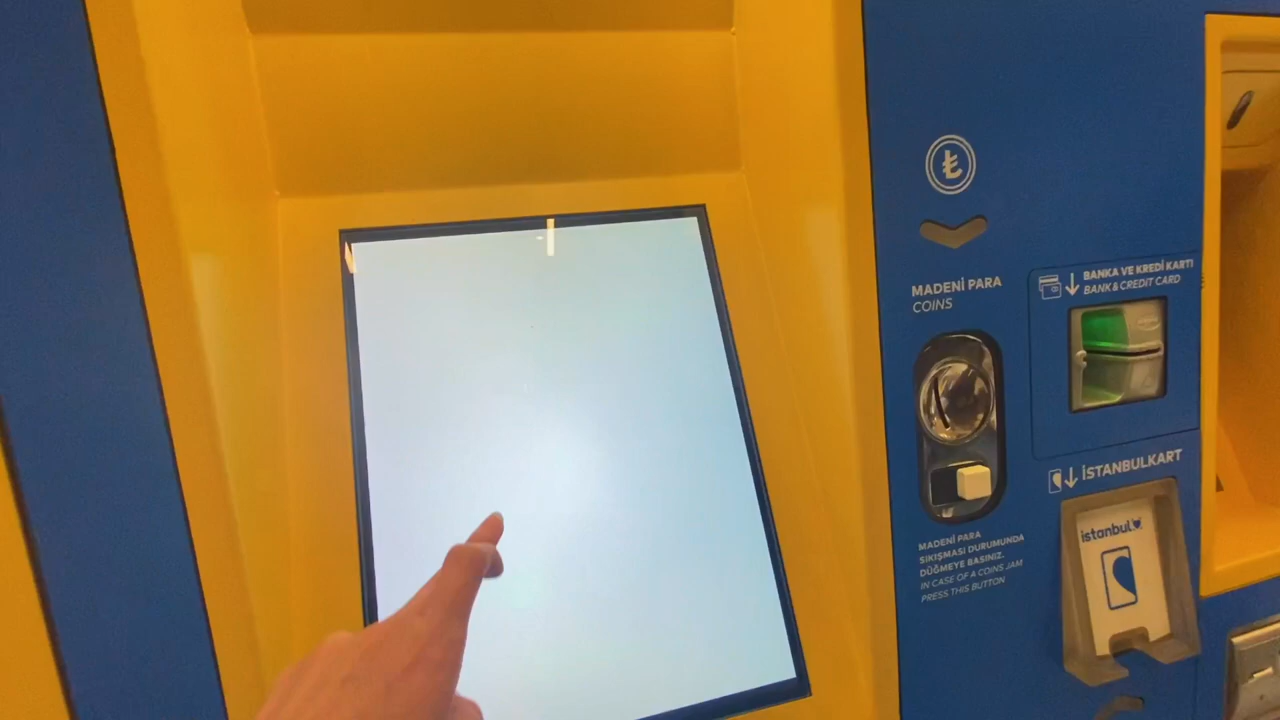 ₺
MADENİ PARA
COINS
BANKA VE KREDİ KARTI
BANK & CREDIT CARD
İSTANBULKART
istanbul
MADENİ PARA
SIKIŞMASI DURUMUNDA
DÜĞMEYE BASINIZ.
IN CASE OF A COINS JAM
PRESS THIS BUTTON